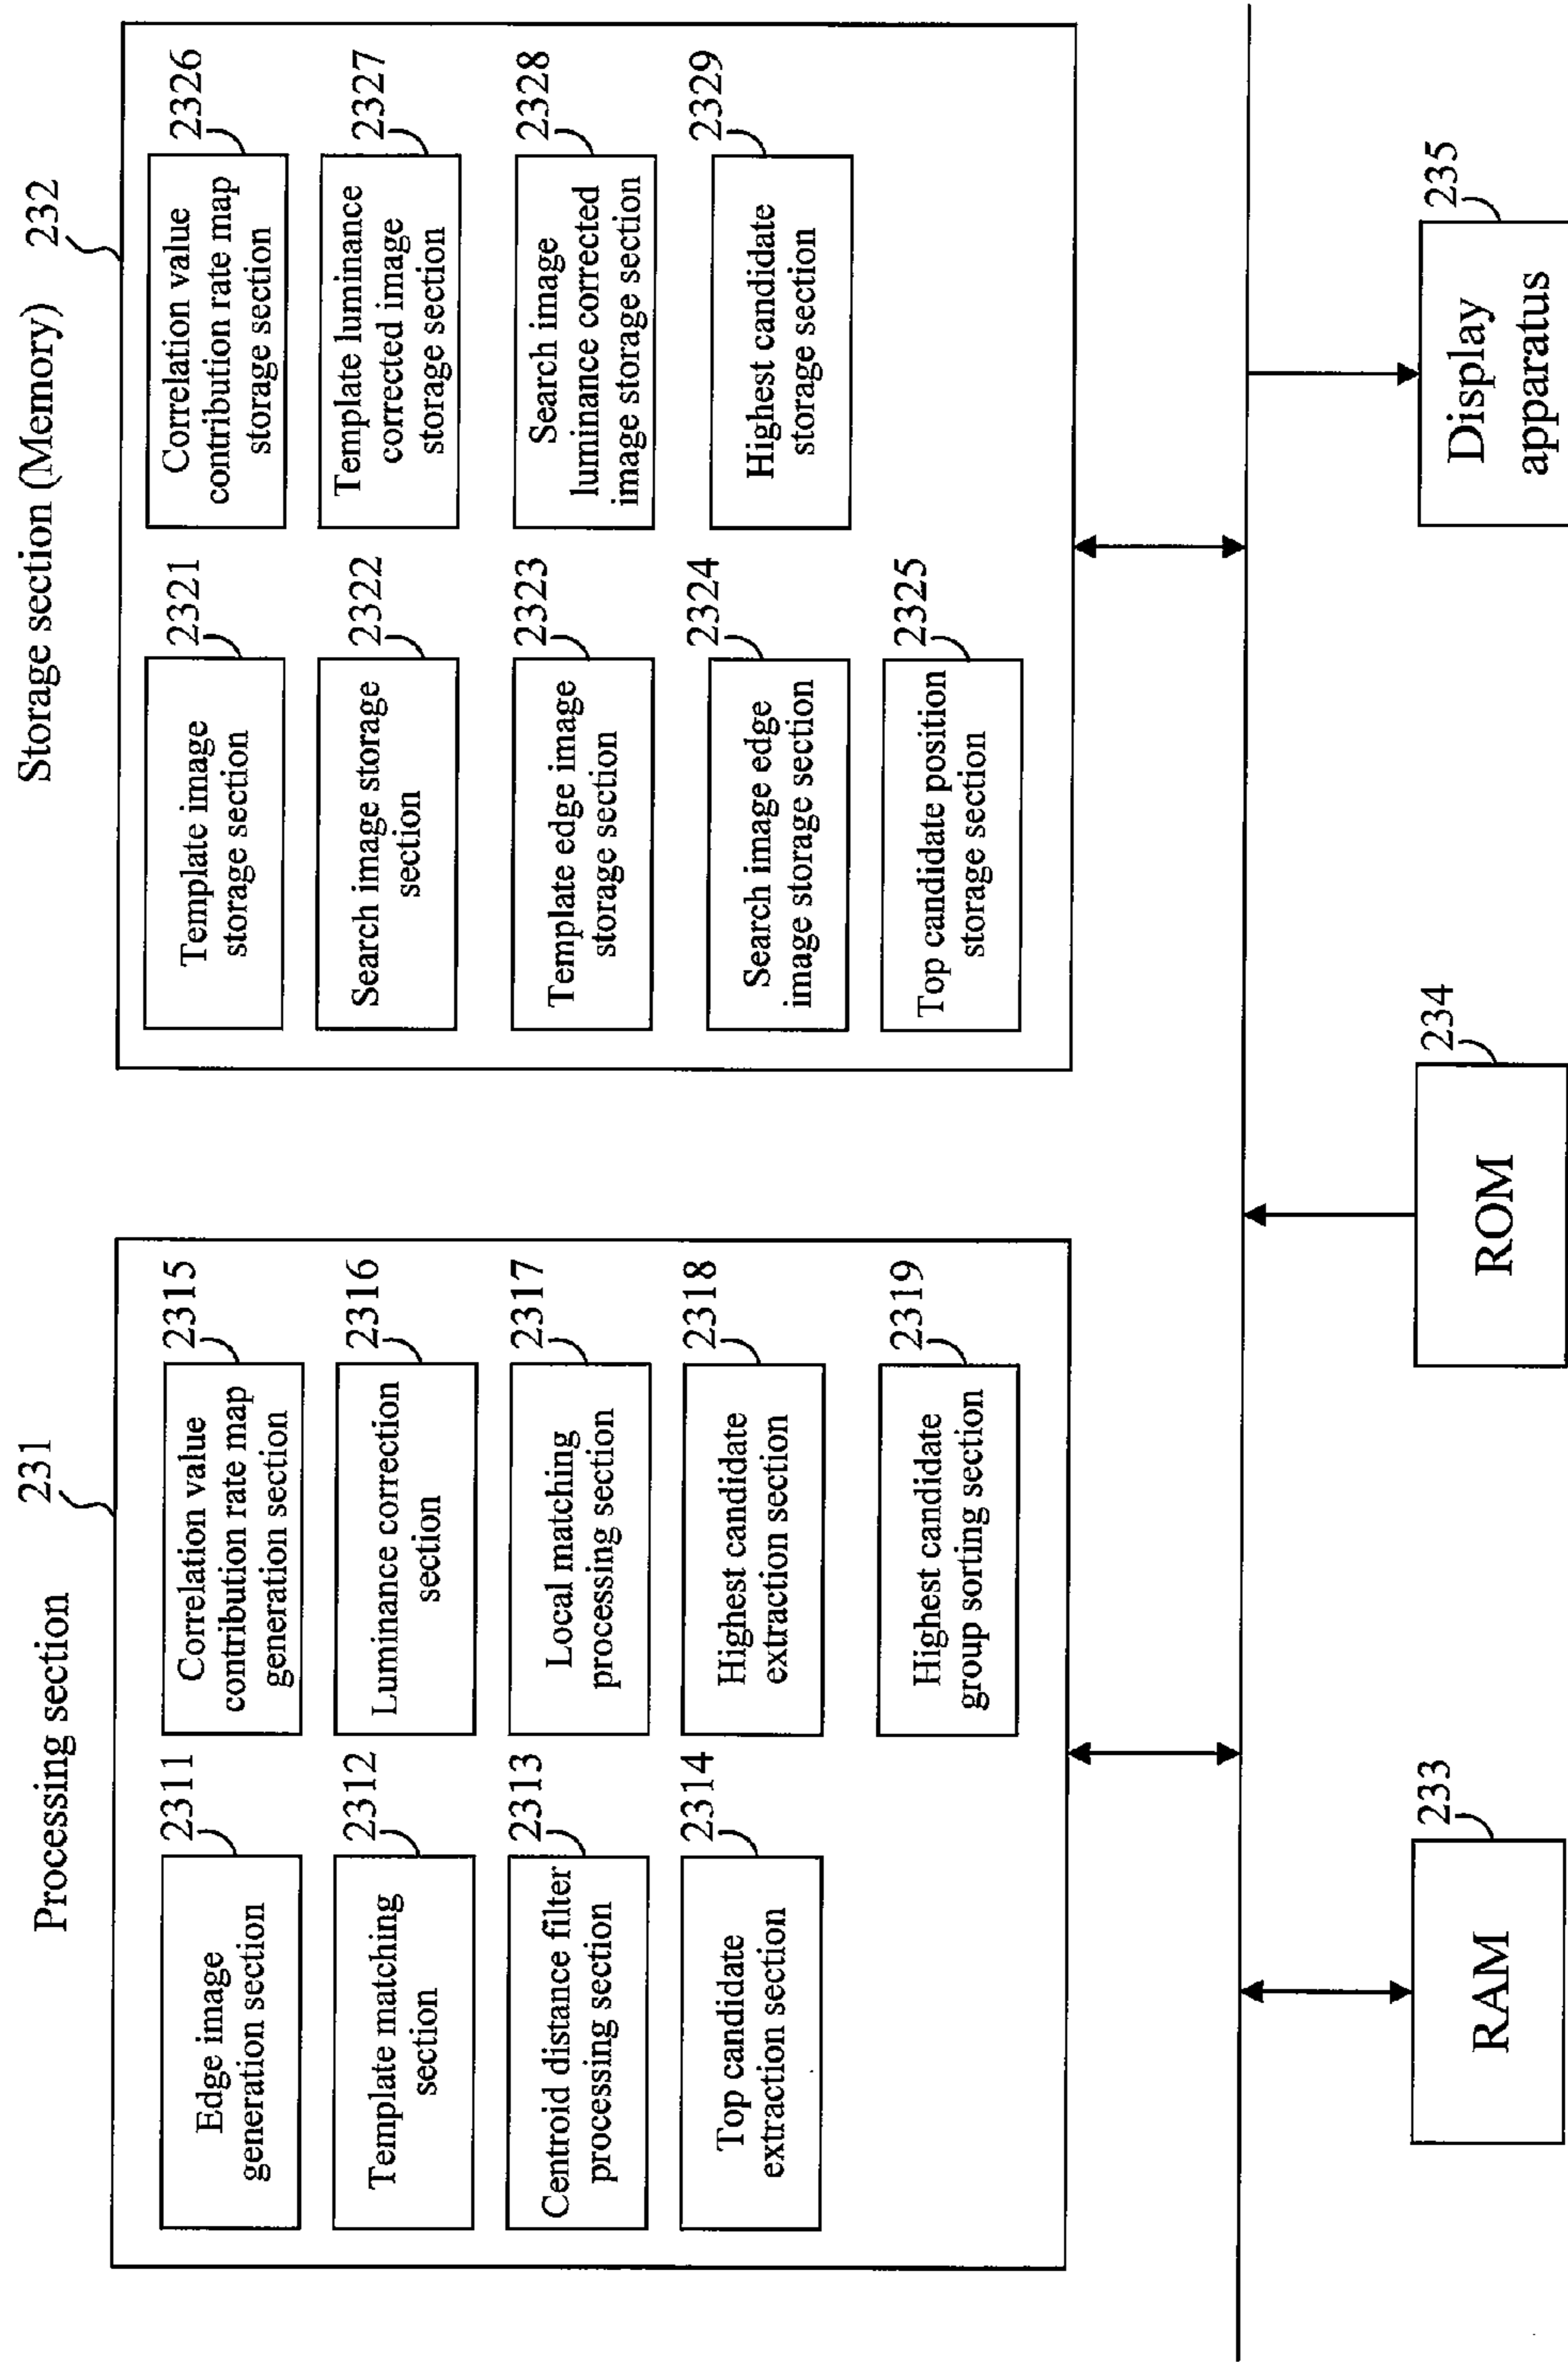 Processing section
231
Edge image
generation section
2311
Template matching
section
2312
Centroid distance filter
processing section
2313
Top candidate
extraction section
2314
Correlation value
contribution rate map
generation section
2315
Luminance correction
section
2316
Local matching
processing section
2317
Highest candidate
extraction section
2318
Highest candidate
group sorting section
2319
Storage section (Memory)
232
Template image
storage section
2321
Search image storage
section
2322
Template edge image
storage section
2323
Search image edge
image storage section
2324
Top candidate position
storage section
2325
Correlation value
contribution rate map
storage section
2326
Template luminance
corrected image
storage section
2327
Search image
luminance corrected
image storage section
2328
Highest candidate
storage section
2329
RAM
233
ROM
234
Display
apparatus
235